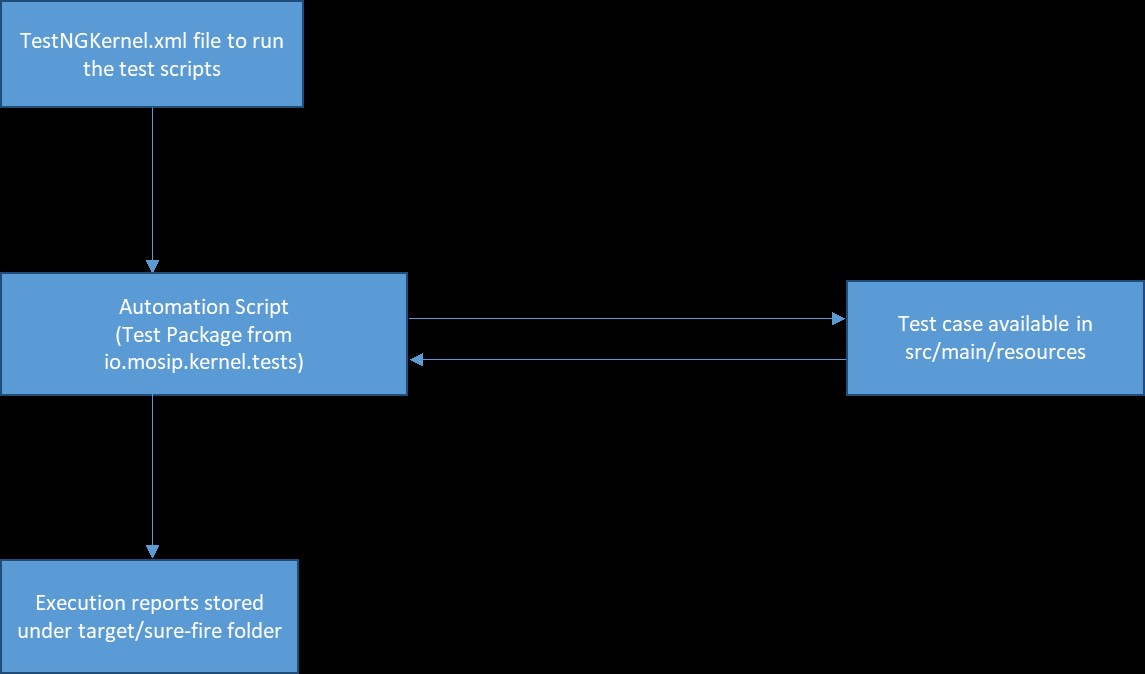 TestNGKernel.xml file to run
the test scripts
Automation Script
(Test Package from
io.mosip.kernel.tests)
Test case available in
src/main/resources
Execution reports stored
under target/sure-fire folder